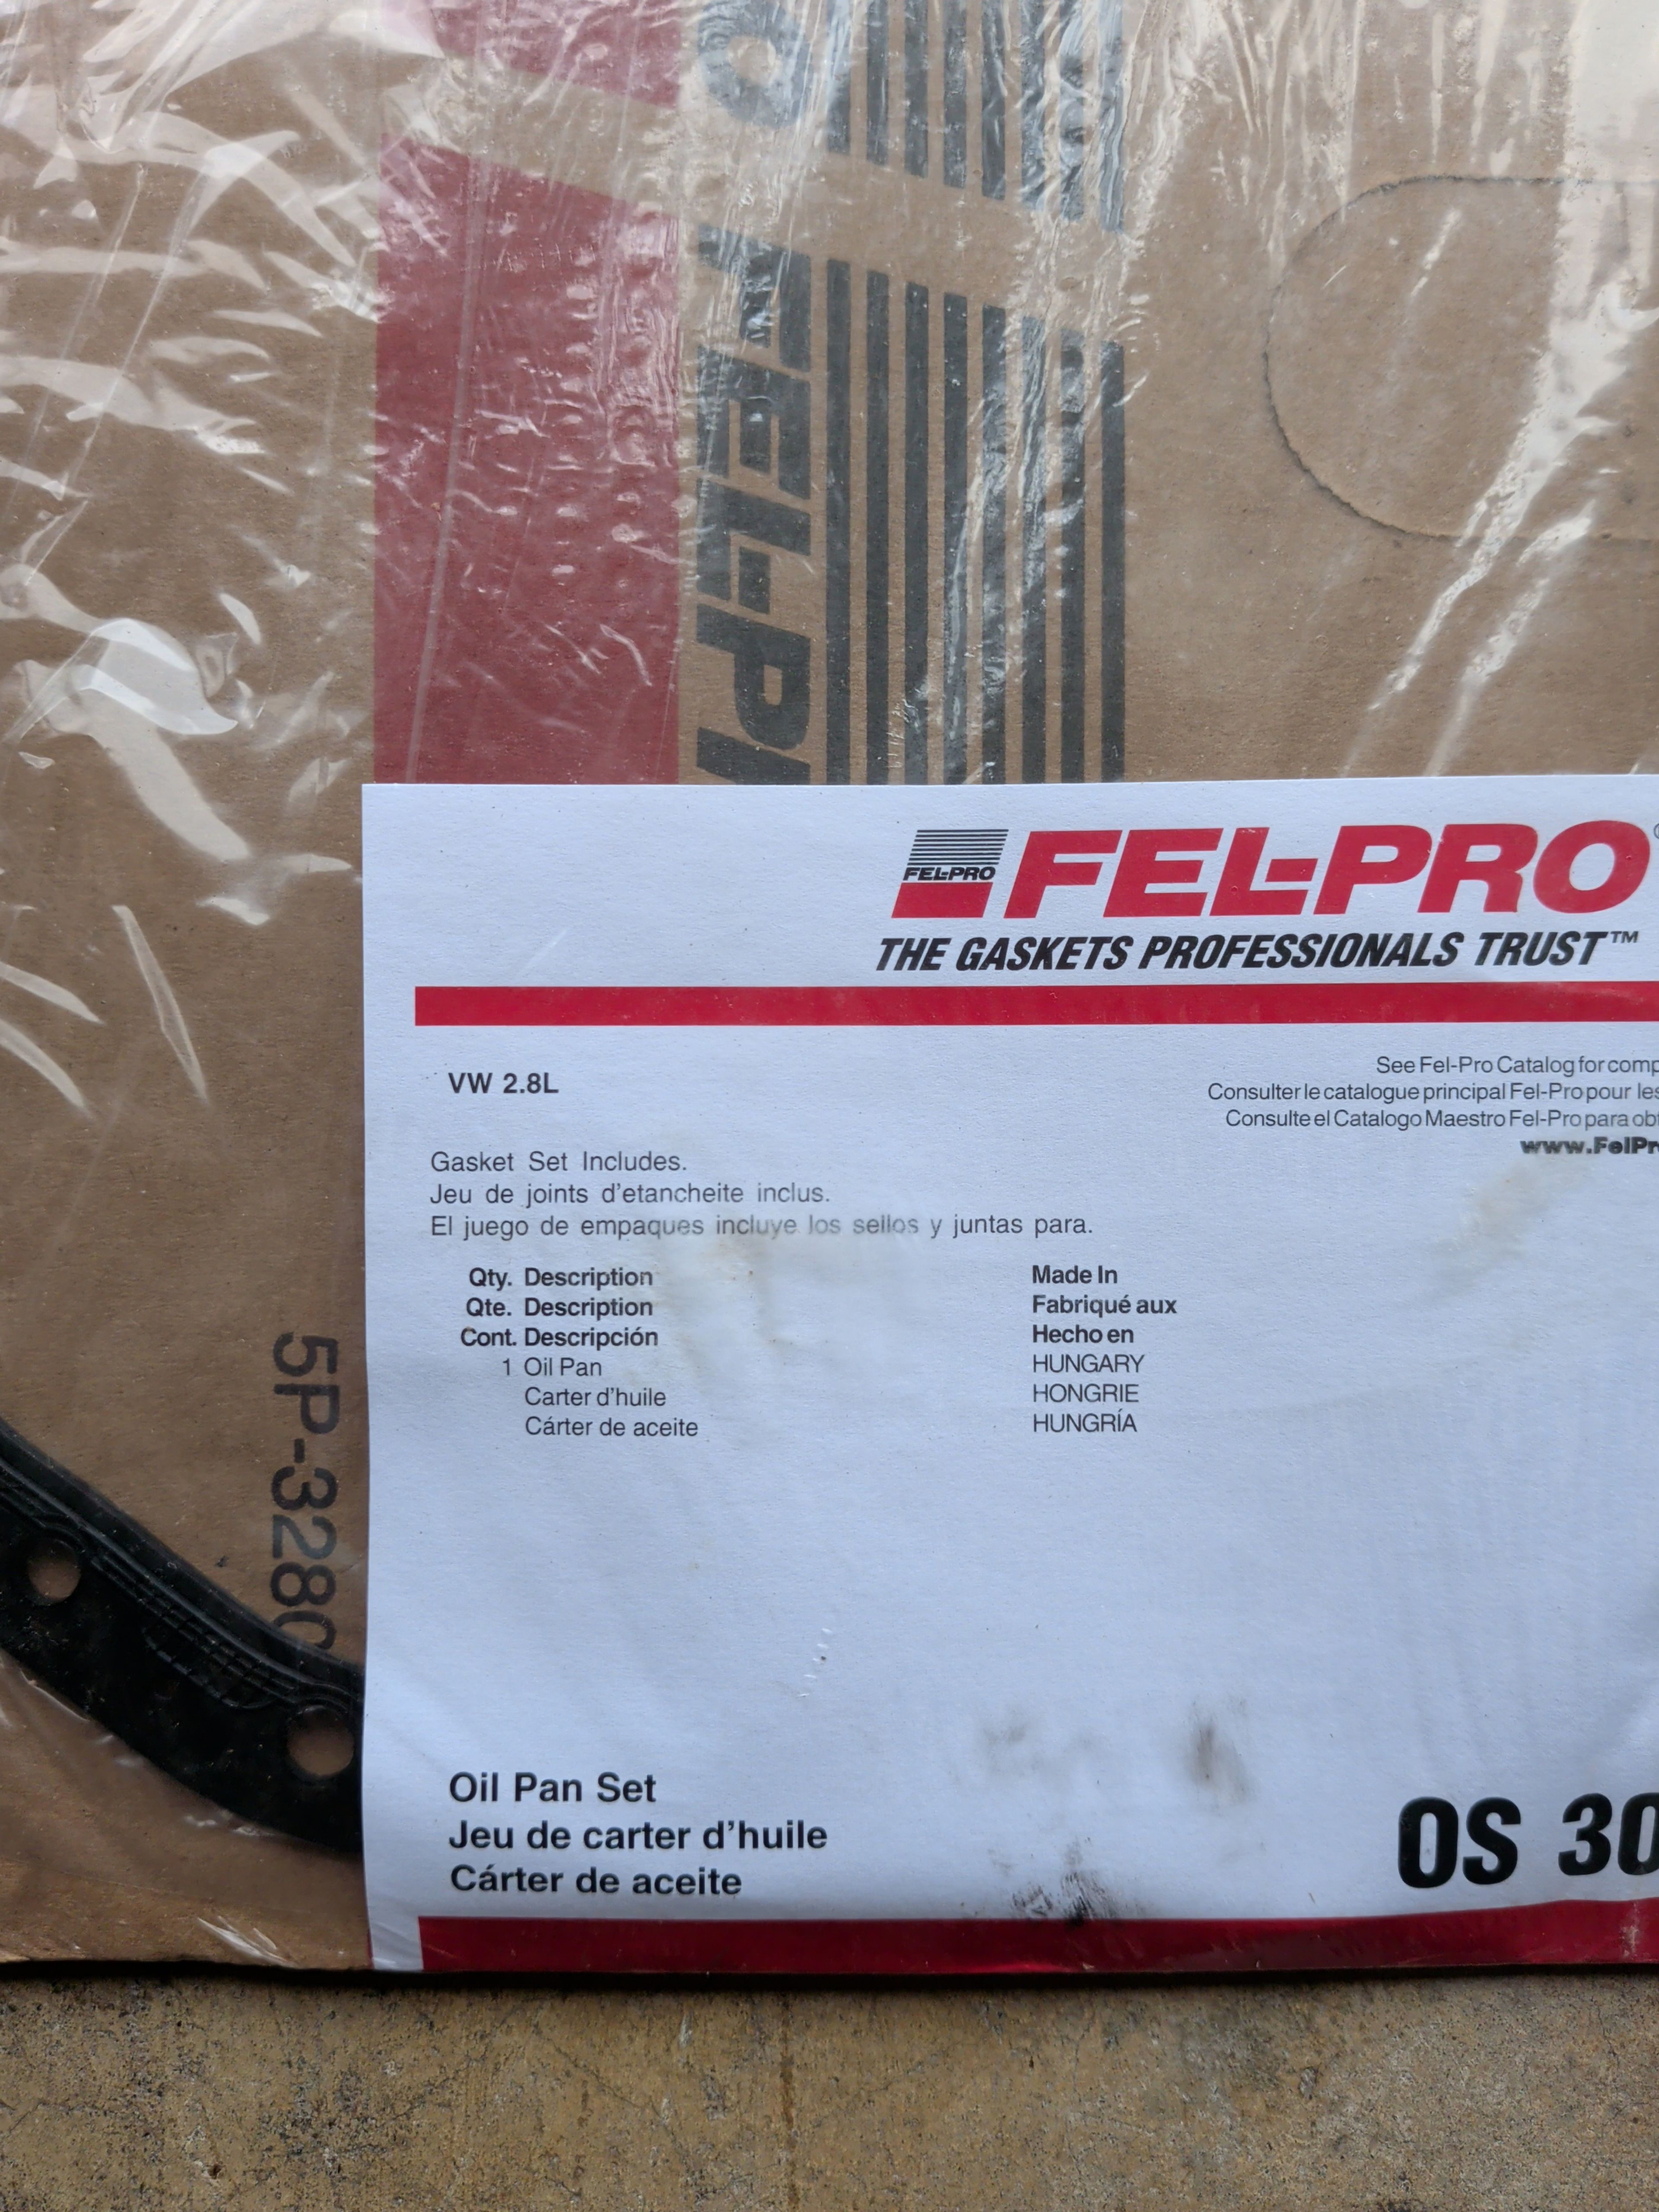 FEL-PR
FEL-PRO
FEL-PRO®
THE GASKETS PROFESSIONALS TRUST™
VW 2.8L
See Fel-Pro Catalog for comp
Consulter le catalogue principal Fel-Pro pour les
Consulte el Catalogo Maestro Fel-Pro para obt
www.FelPro
Gasket Set Includes.
Jeu de joints d'etancheite inclus.
El juego de empaques incluye los sellos y juntas para.
Qty. Description Made In
Qte. Description Fabriqué aux
Cont. Descripción Hecho en
1 Oil Pan HUNGARY
Carter d'huile HONGRIE
Cárter de aceite HUNGRÍA
5P-3280
Oil Pan Set
Jeu de carter d'huile
Cárter de aceite
OS 30